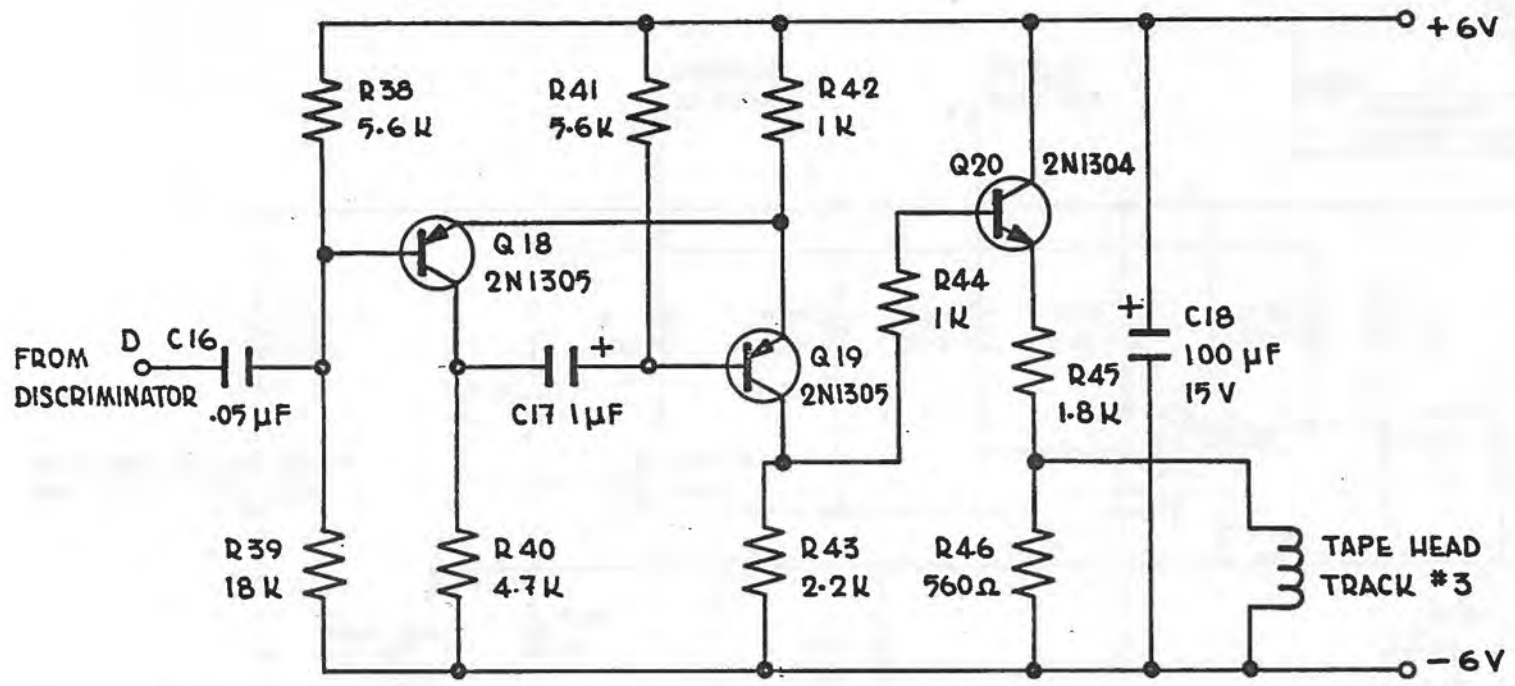 +6V
R38
5.6K
R41
5.6K
R42
1K
Q20 2N1304
Q18
2N1305
R44
1K
C18
100 µF
15V
+
FROM
DISCRIMINATOR
D C16
.05µF
+
C17 1µF
Q19
2N1305
R45
1.8K
R39
18K
R40
4.7K
R43
2.2K
R46
560Ω
TAPE HEAD
TRACK #3
-6V